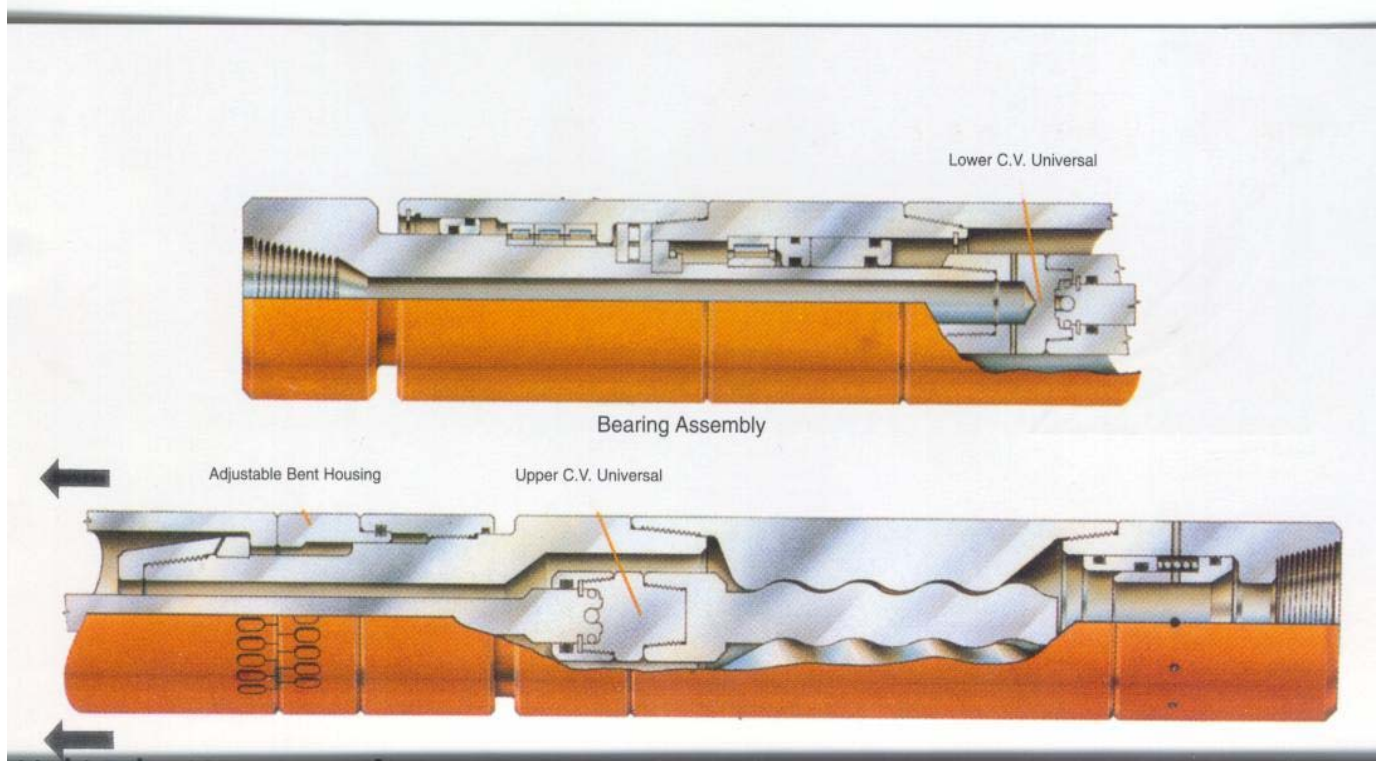 Lower C.V. Universal
Bearing Assembly
Adjustable Bent Housing
Upper C.V. Universal